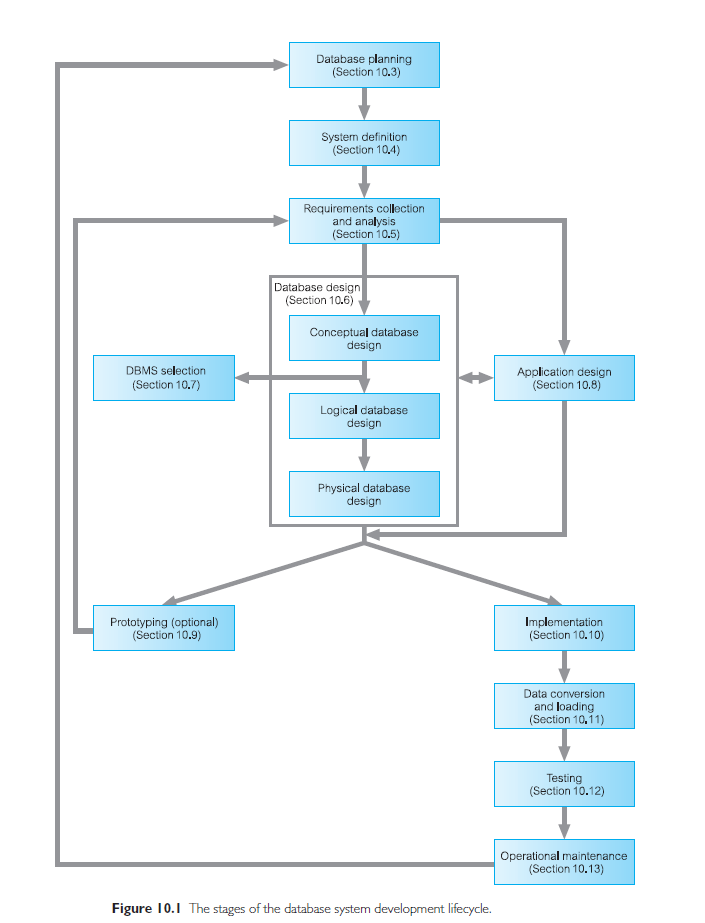 Database planning
(Section 10.3)
System definition
(Section 10.4)
Requirements collection
and analysis
(Section 10.5)
Database design
(Section 10.6)
Conceptual database
design
DBMS selection
(Section 10.7)
Application design
(Section 10.8)
Logical database
design
Physical database
design
Prototyping (optional)
(Section 10.9)
Implementation
(Section 10.10)
Data conversion
and loading
(Section 10.11)
Testing
(Section 10.12)
Operational maintenance
(Section 10.13)
Figure 10.1 The stages of the database system development lifecycle.